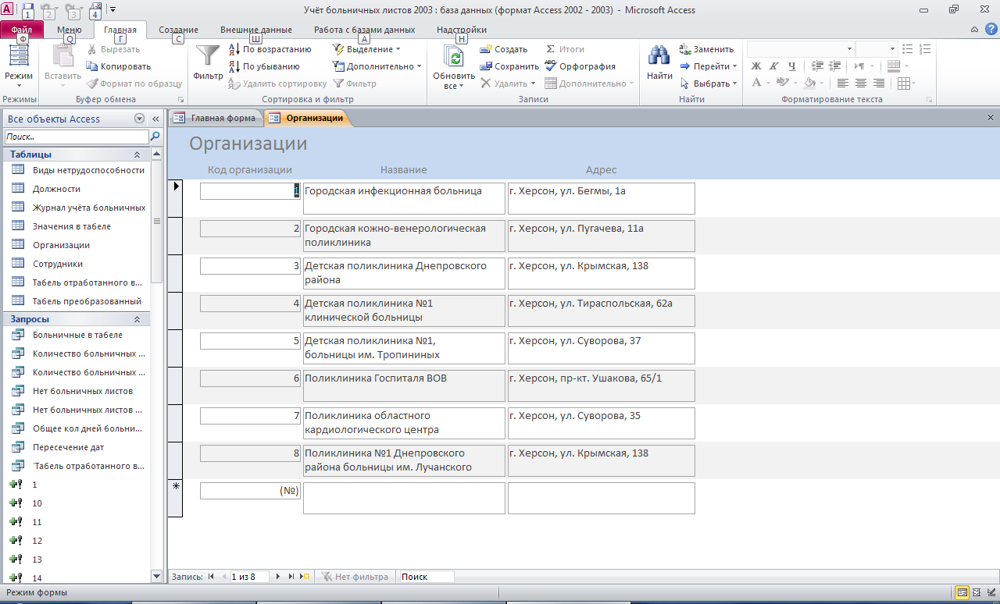 Учёт больничных листов 2003 : база данных (формат Access 2002 - 2003) - Microsoft Access
1 2 3 4
Файл Меню Главная Создание Внешние данные Работа с базами данных Надстройки
Ф Q Г С Ш А Н
Режим
Режимы
Вставить
Вырезать
Копировать
Формат по образцу
Буфер обмена
Фильтр
По возрастанию
По убыванию
Удалить сортировку
Выделение
Дополнительно
Фильтр
Сортировка и фильтр
Обновить
все
Создать
Сохранить
Удалить
Итоги
Орфография
Дополнительно
Записи
Найти
Заменить
Перейти
Выбрать
Найти
Ж К Ч
А
Форматирование текста
Все объекты Access
Поиск...
Таблицы
Виды нетрудоспособности
Должности
Журнал учёта больничных
Значения в табеле
Организации
Сотрудники
Табель отработанного в...
Табель преобразованный
Запросы
Больничные в табеле
Количество больничных ...
Количество больничных ...
Нет больничных листов
Нет больничных листов ...
Общее кол дней больни...
Пересечение дат
'Табель отработанного в...
1
10
11
12
13
14
Главная форма Организации
Организации
Код организации Название Адрес
1 Городская инфекционная больница г. Херсон, ул. Бегмы, 1а
2 Городская кожно-венерологическая г. Херсон, ул. Пугачева, 11а
поликлиника
3 Детская поликлиника Днепровского г. Херсон, ул. Крымская, 138
района
4 Детская поликлиника №1 г. Херсон, ул. Тираспольская, 62а
клинической больницы
5 Детская поликлиника №1, г. Херсон, ул. Суворова, 37
больницы им. Тропининых
6 Поликлиника Госпиталя ВОВ г. Херсон, пр-кт. Ушакова, 65/1
7 Поликлиника областного г. Херсон, ул. Суворова, 35
кардиологического центра
8 Поликлиника №1 Днепровского г. Херсон, ул. Крымская, 138
района больницы им. Лучанского
(№)
Запись: 1 из 8 Нет фильтра Поиск
Режим формы